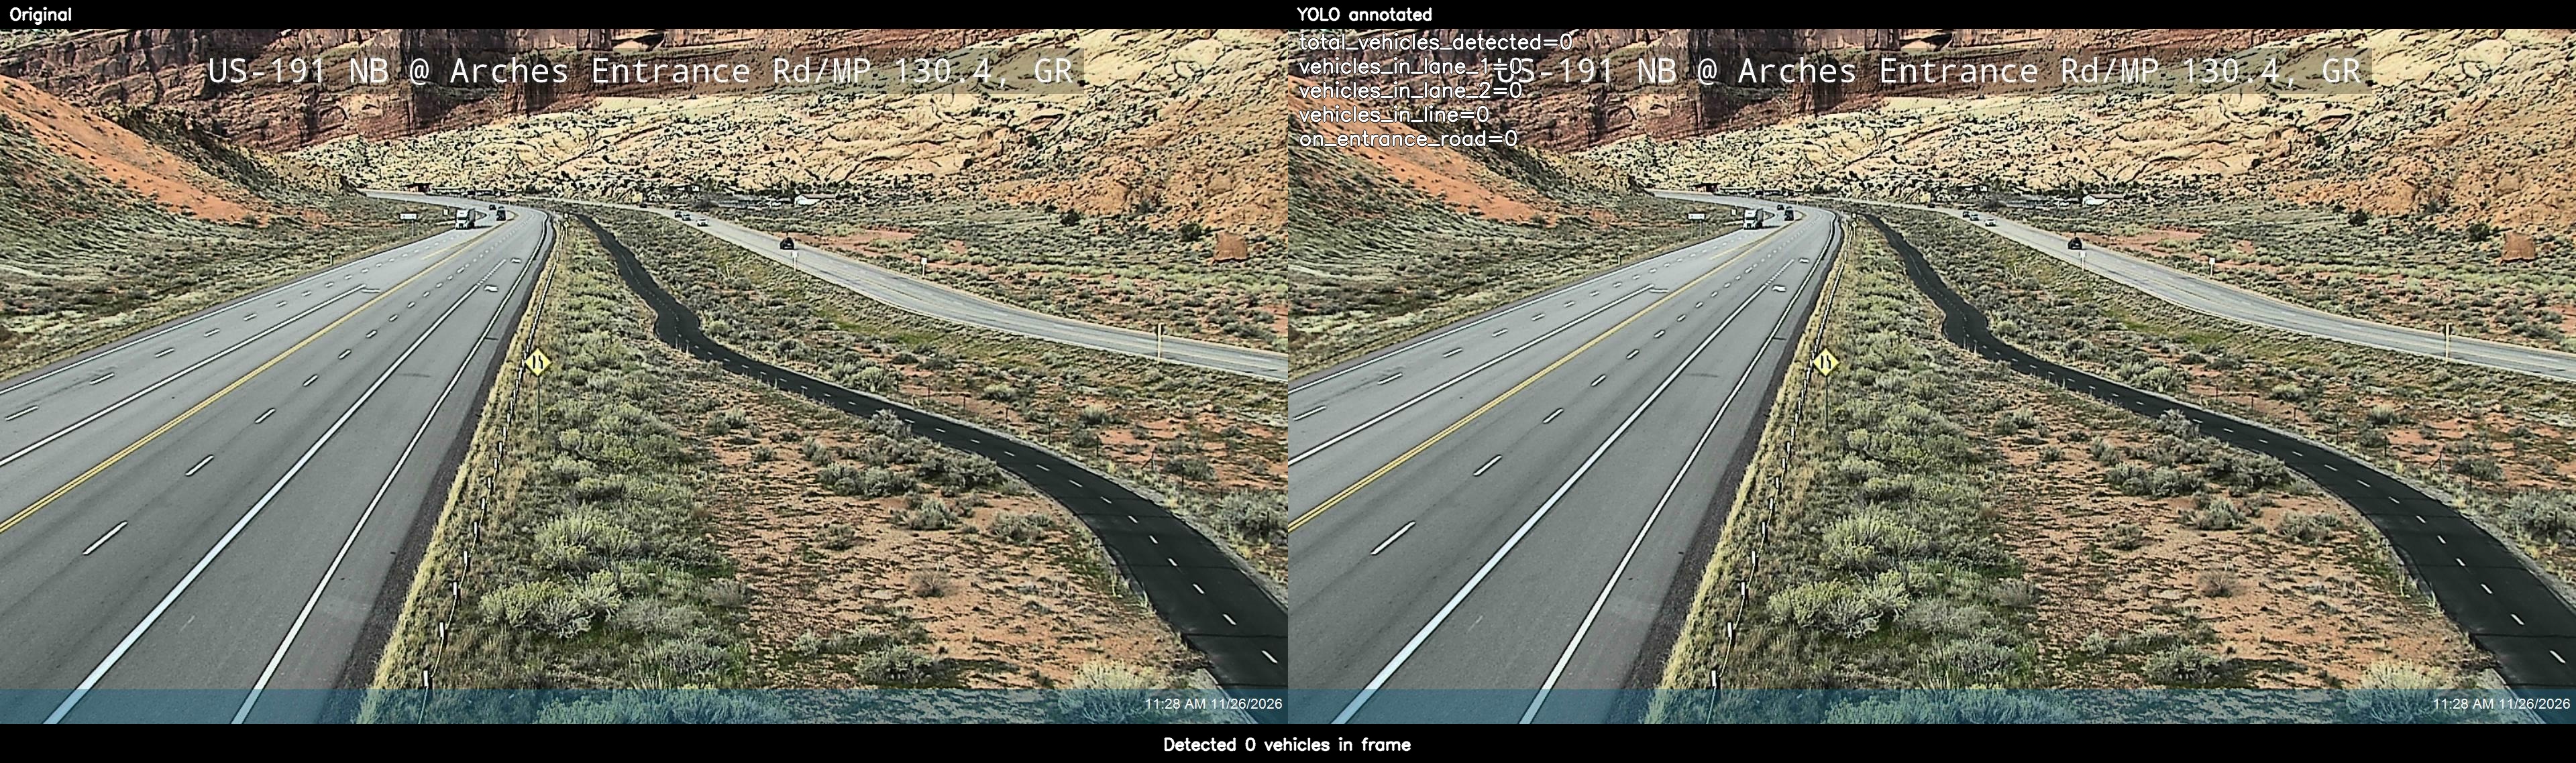 Original
US-191 NB @ Arches Entrance Rd/MP 130.4, GR
11:28 AM 11/26/2026
YOLO annotated
total_vehicles_detected=0
vehicles_in_lane_1=0
vehicles_in_lane_2=0
vehicles_in_line=0
on_entrance_road=0
US-191 NB @ Arches Entrance Rd/MP 130.4, GR
11:28 AM 11/26/2026
Detected 0 vehicles in frame